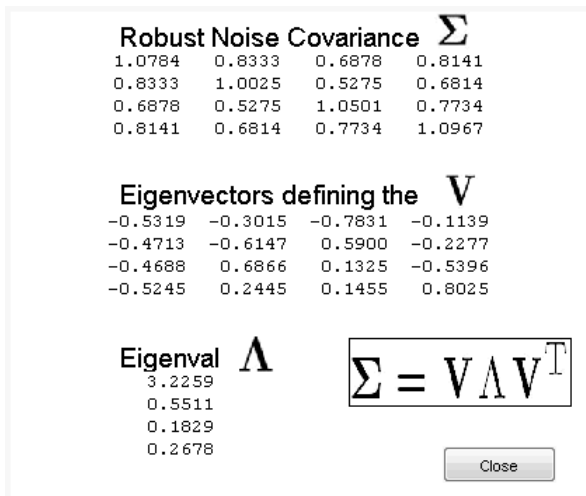 Robust Noise Covariance Σ
1.0784 0.8333 0.6878 0.8141
0.8333 1.0025 0.5275 0.6814
0.6878 0.5275 1.0501 0.7734
0.8141 0.6814 0.7734 1.0967
Eigenvectors defining the V
-0.5319 -0.3015 -0.7831 -0.1139
-0.4713 -0.6147 0.5900 -0.2277
-0.4688 0.6866 0.1325 -0.5396
-0.5245 0.2445 0.1455 0.8025
Eigenval Λ
3.2259
0.5511
0.1829
0.2678
Σ = VΛV^T
Close